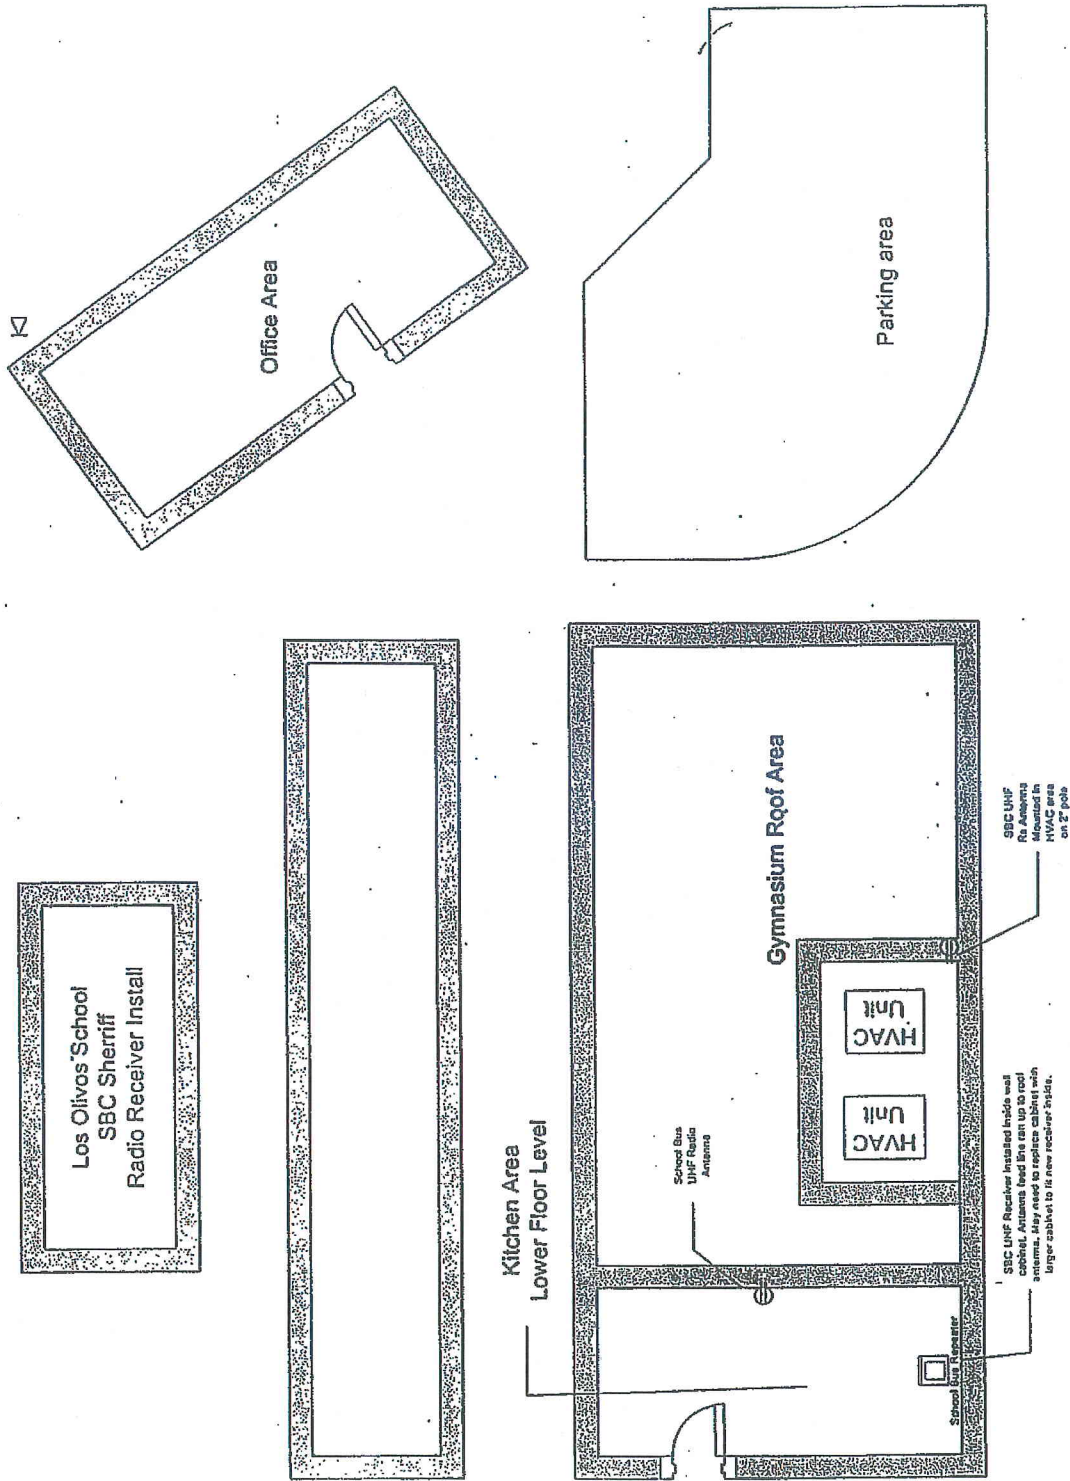 Los Olivos School
SBC Sherriff
Radio Receiver Install
Office Area
Parking area
Kitchen Area
Lower Floor Level
Gymnasium Roof Area
School Bus
UHF Radio
Antenna
HVAC
Unit
HVAC
Unit
SBC UHF
Rx Antenna
Mounted in
HVAC area
on 2" pole
School Bus Repeater
SBC UHF Receiver installed inside wall
cabinet. Antenna feed line ran up to roof
antenna. May need to replace cabinet with
larger cabinet to fit new receiver inside.